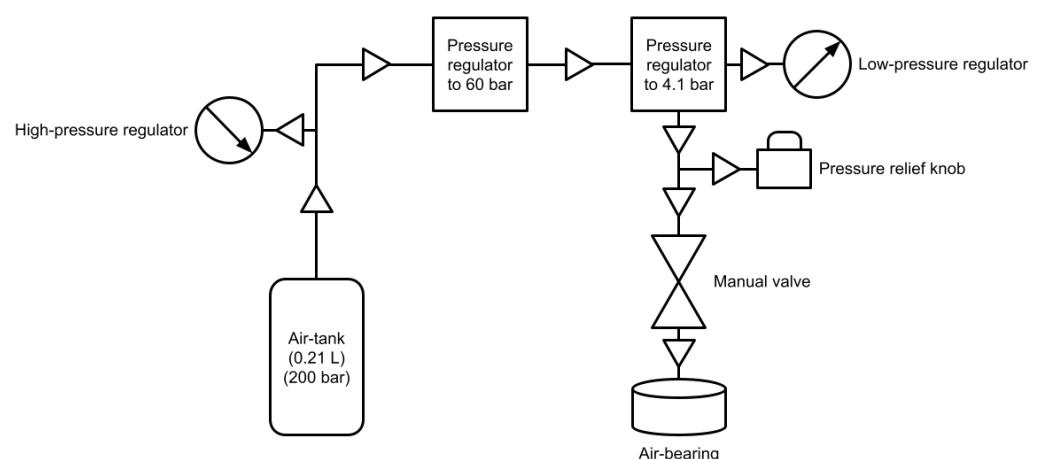 Pressure
regulator
to 60 bar
Pressure
regulator
to 4.1 bar
Low-pressure regulator
High-pressure regulator
Pressure relief knob
Manual valve
Air-tank
(0.21 L)
(200 bar)
Air-bearing